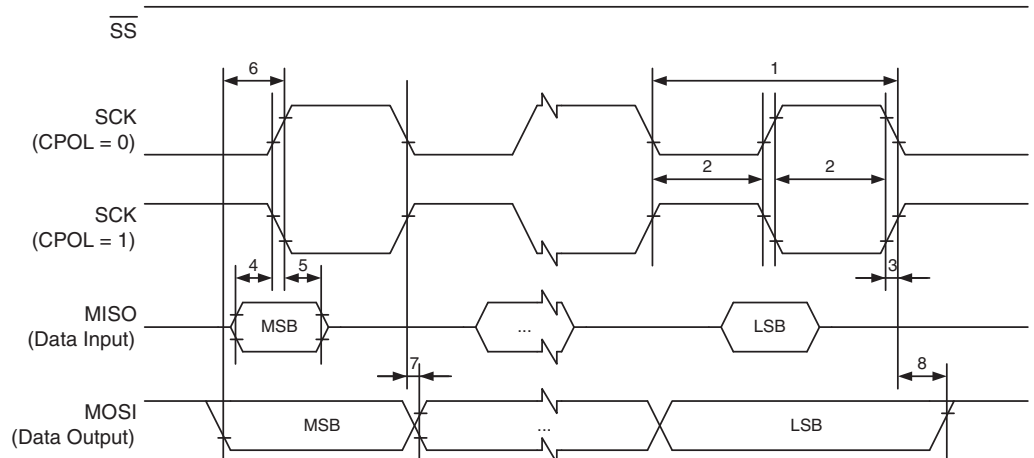 SS
6
1
SCK
(CPOL = 0)
2
2
SCK
(CPOL = 1)
4
5
3
MISO
(Data Input)
MSB
...
LSB
7
8
MOSI
(Data Output)
MSB
...
LSB